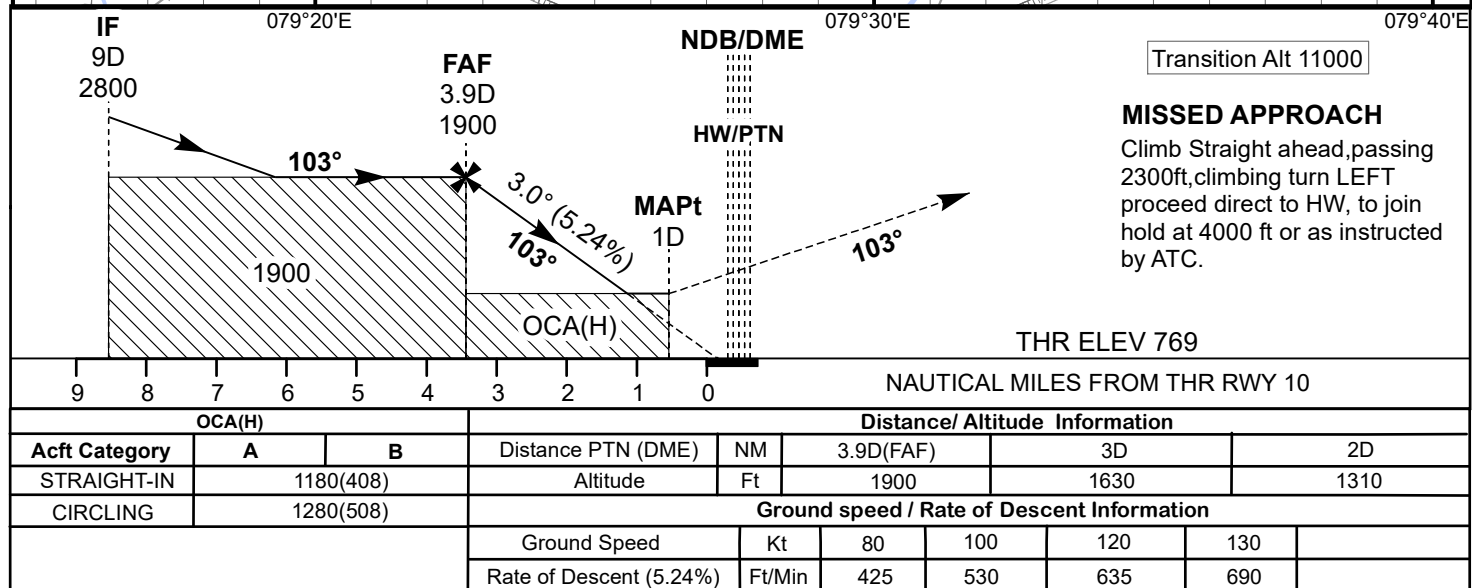 079°20'E
079°30'E
079°40'E
IF
9D
2800
FAF
3.9D
1900
NDB/DME
HW/PTN
Transition Alt 11000
MISSED APPROACH
Climb Straight ahead,passing
2300ft,climbing turn LEFT
proceed direct to HW, to join
hold at 4000 ft or as instructed
by ATC.
103°
3.0° (5.24%)
103°
MAPt
1D
103°
1900
OCA(H)
THR ELEV 769
9 8 7 6 5 4 3 2 1 0
NAUTICAL MILES FROM THR RWY 10
OCA(H)
Acft Category A B
STRAIGHT-IN 1180(408)
CIRCLING 1280(508)
Distance/ Altitude Information
Distance PTN (DME) NM 3.9D(FAF) 3D 2D
Altitude Ft 1900 1630 1310
Ground speed / Rate of Descent Information
Ground Speed Kt 80 100 120 130
Rate of Descent (5.24%) Ft/Min 425 530 635 690